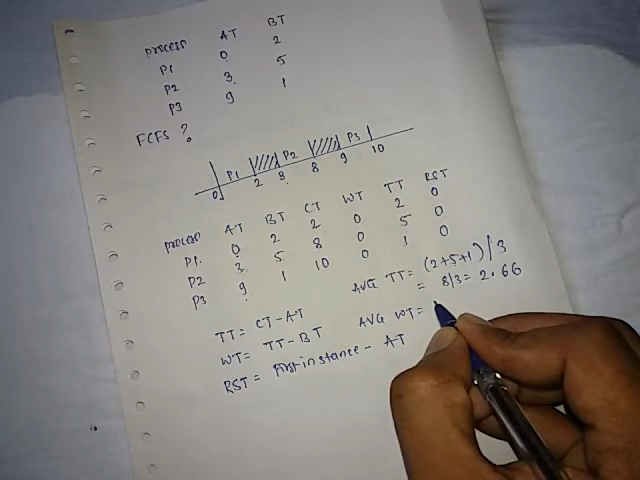 process AT BT
P1 0 2
P2 3 5
P3 9 1
FCFS ?
P1 P2 P3
0 2 3 8 9 10
process AT BT CT WT TT RST
P1 0 2 2 0 2 0
P2 3 5 8 0 5 0
P3 9 1 10 0 1 0
AVG TT = (2+5+1)/3
= 8/3 = 2.66
TT = CT - AT
AVG WT =
WT = TT - BT
RST = First instance - AT